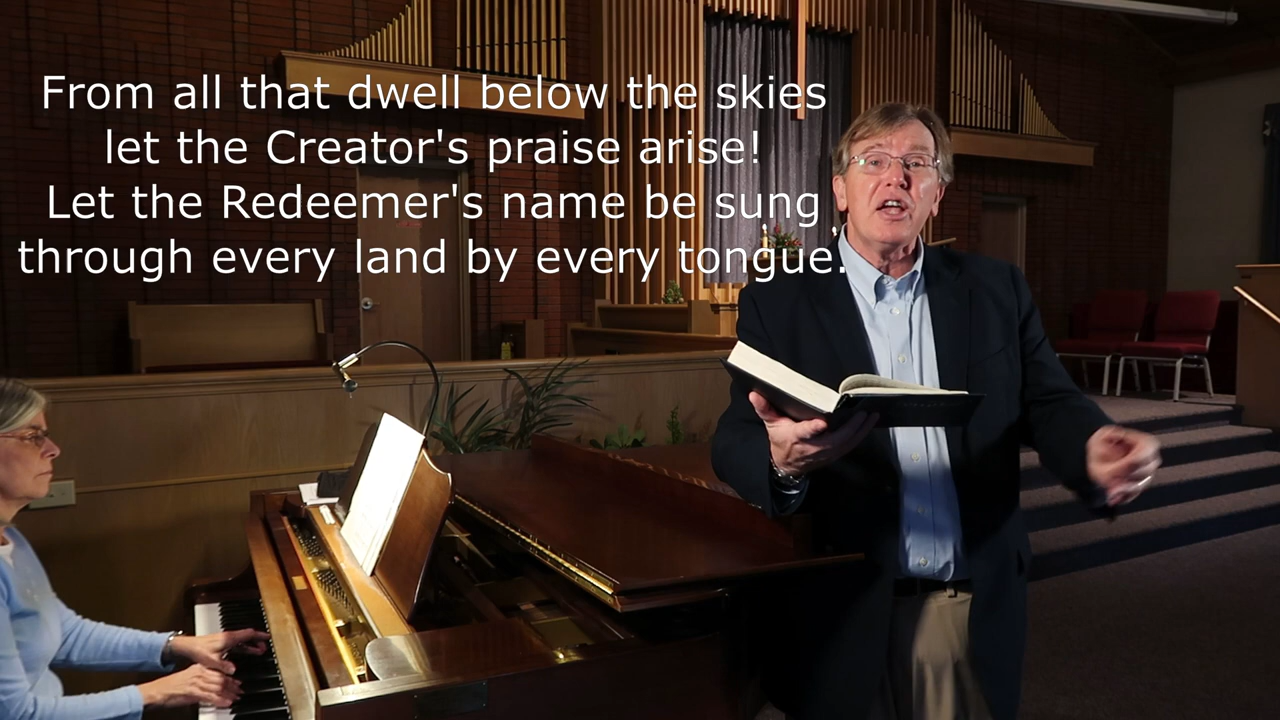 From all that dwell below the skies
let the Creator's praise arise!
Let the Redeemer's name be sung
through every land by every tongue.